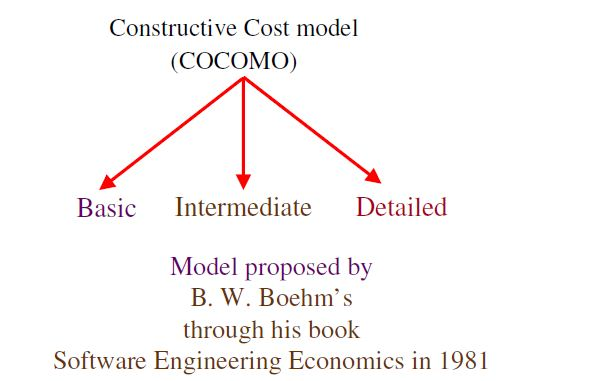 Constructive Cost model
(COCOMO)
Basic Intermediate Detailed
Model proposed by
B. W. Boehm’s
through his book
Software Engineering Economics in 1981